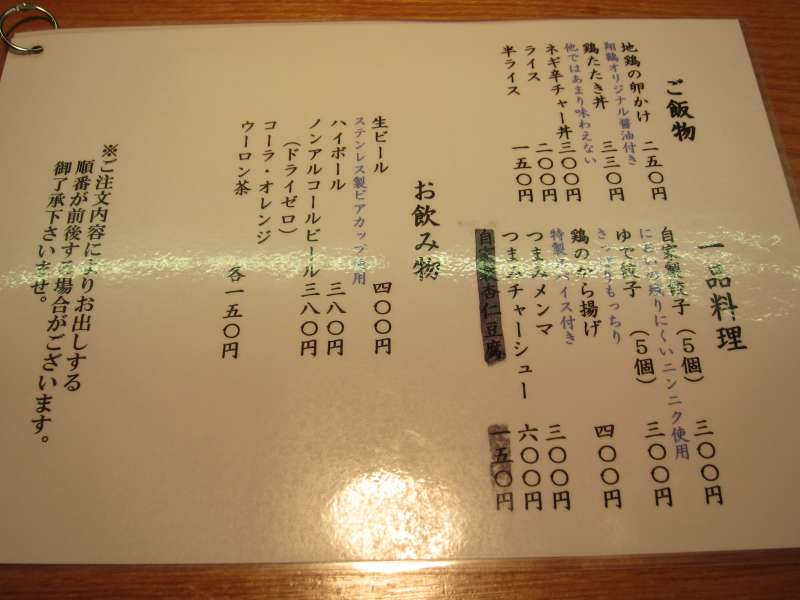 ご飯物
地鶏の卵かけ 二五〇円
翔鶴オリジナル醤油付き
鶏たたき丼 三三〇円
他ではあまり味わえない
ネギ辛チャー丼 三〇〇円
ライス 二〇〇円
半ライス 一五〇円
一品料理
自家製餃子(5個) 三〇〇円
においの残りにくいニンニク使用
ゆで餃子(5個) 三〇〇円
さっぱりもっちり
鶏のから揚げ 四〇〇円
特製スパイス付き
つまみメンマ 三〇〇円
つまみチャーシュー 六〇〇円
自家製杏仁豆腐 一五〇円
お飲み物
生ビール 四〇〇円
ステンレス製ビアカップ使用
ハイボール 三八〇円
ノンアルコールビール 三八〇円
(ドライゼロ)
コーラ・オレンジ
ウーロン茶 各一五〇円
※ご注文内容によりお出しする
順番が前後する場合がございます。
御了承下さいませ。